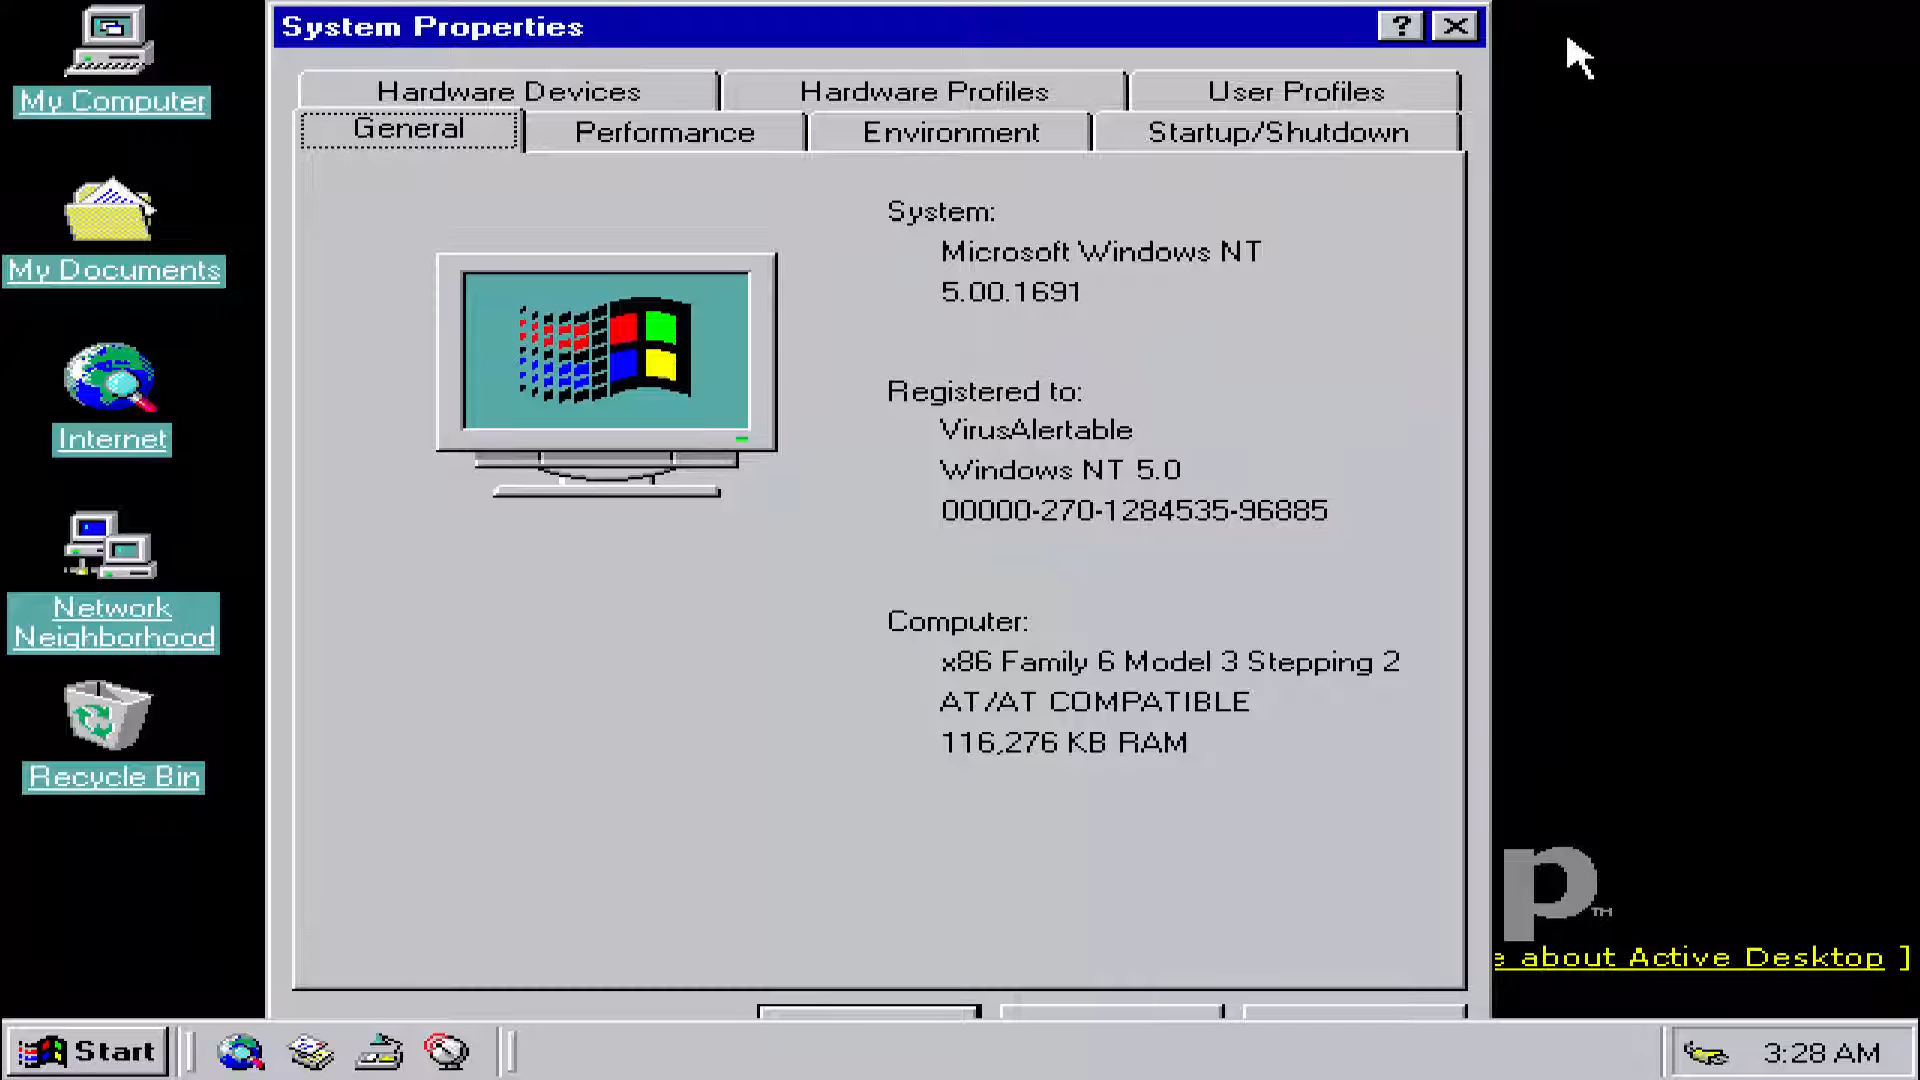 System Properties
?
My Computer
Hardware Devices
Hardware Profiles
User Profiles
General
Performance
Environment
Startup/Shutdown
System:
Microsoft Windows NT
5.00.1691
My Documents
Registered to:
VirusAlertable
Windows NT 5.0
00000-270-1284535-96885
Internet
Computer:
x86 Family 6 Model 3 Stepping 2
AT/AT COMPATIBLE
116,276 KB RAM
Network
Neighborhood
Recycle Bin
p™
e about Active Desktop ]
Start
3:28 AM